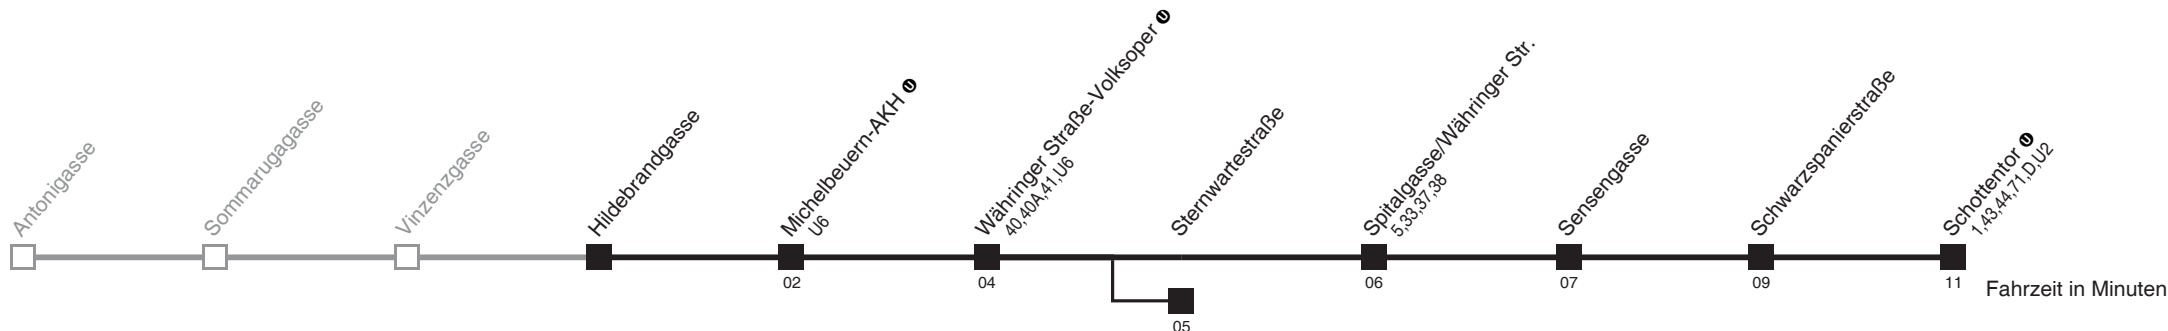 Antonigasse
Sommarugagasse
Vinzenzgasse
Hildebrandgasse
Michelbeuern-AKH U
U6
02
Währinger Straße-Volksoper U
40,40A,41,U6
04
Sternwartestraße
05
Spitalgasse/Währinger Str.
5,33,37,38
06
Sensengasse
07
Schwarzspanierstraße
09
Schottentor U
1,43,44,71,D,U2
11
Fahrzeit in Minuten